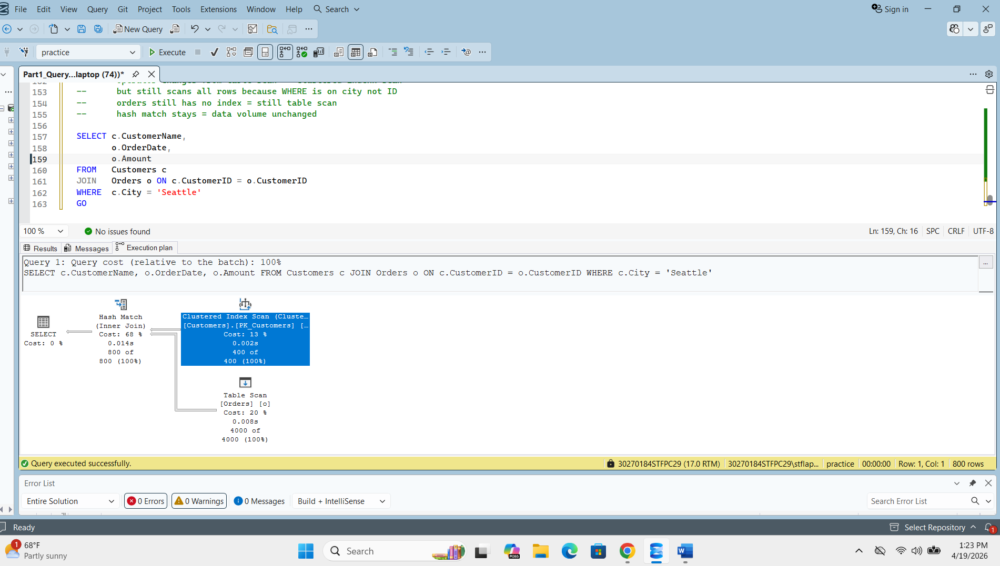 File Edit View Query Git Project Tools Extensions Window Help Search Sign in
New Query
practice Execute
Part1_Query...laptop (74))*
153 -- but still scans all rows because WHERE is on city not ID
154 -- orders still has no index = still table scan
155 -- hash match stays = data volume unchanged
156
157 SELECT c.CustomerName,
158 o.OrderDate,
159 o.Amount
160 FROM Customers c
161 JOIN Orders o ON c.CustomerID = o.CustomerID
162 WHERE c.City = 'Seattle'
163 GO
100 % No issues found Ln: 159, Ch: 16 SPC CRLF UTF-8
Results Messages Execution plan
Query 1: Query cost (relative to the batch): 100%
SELECT c.CustomerName, o.OrderDate, o.Amount FROM Customers c JOIN Orders o ON c.CustomerID = o.CustomerID WHERE c.City = 'Seattle'
...
SELECT
Cost: 0 %
Hash Match
(Inner Join)
Cost: 68 %
0.014s
800 of
800 (100%)
Clustered Index Scan (Cluste...
[Customers].[PK_Customers] [...
Cost: 13 %
0.002s
400 of
400 (100%)
Table Scan
[Orders] [o]
Cost: 20 %
0.008s
4000 of
4000 (100%)
Query executed successfully. 30270184STFPC29 (17.0 RTM) 30270184STFPC29\stflap... practice 00:00:00 Row: 1, Col: 1 800 rows
Error List
Entire Solution 0 Errors 0 Warnings 0 Messages Build + IntelliSense Search Error List
Ready Select Repository 1
1 68°F
Partly sunny
Search
M365
W
1:23 PM
4/19/2026